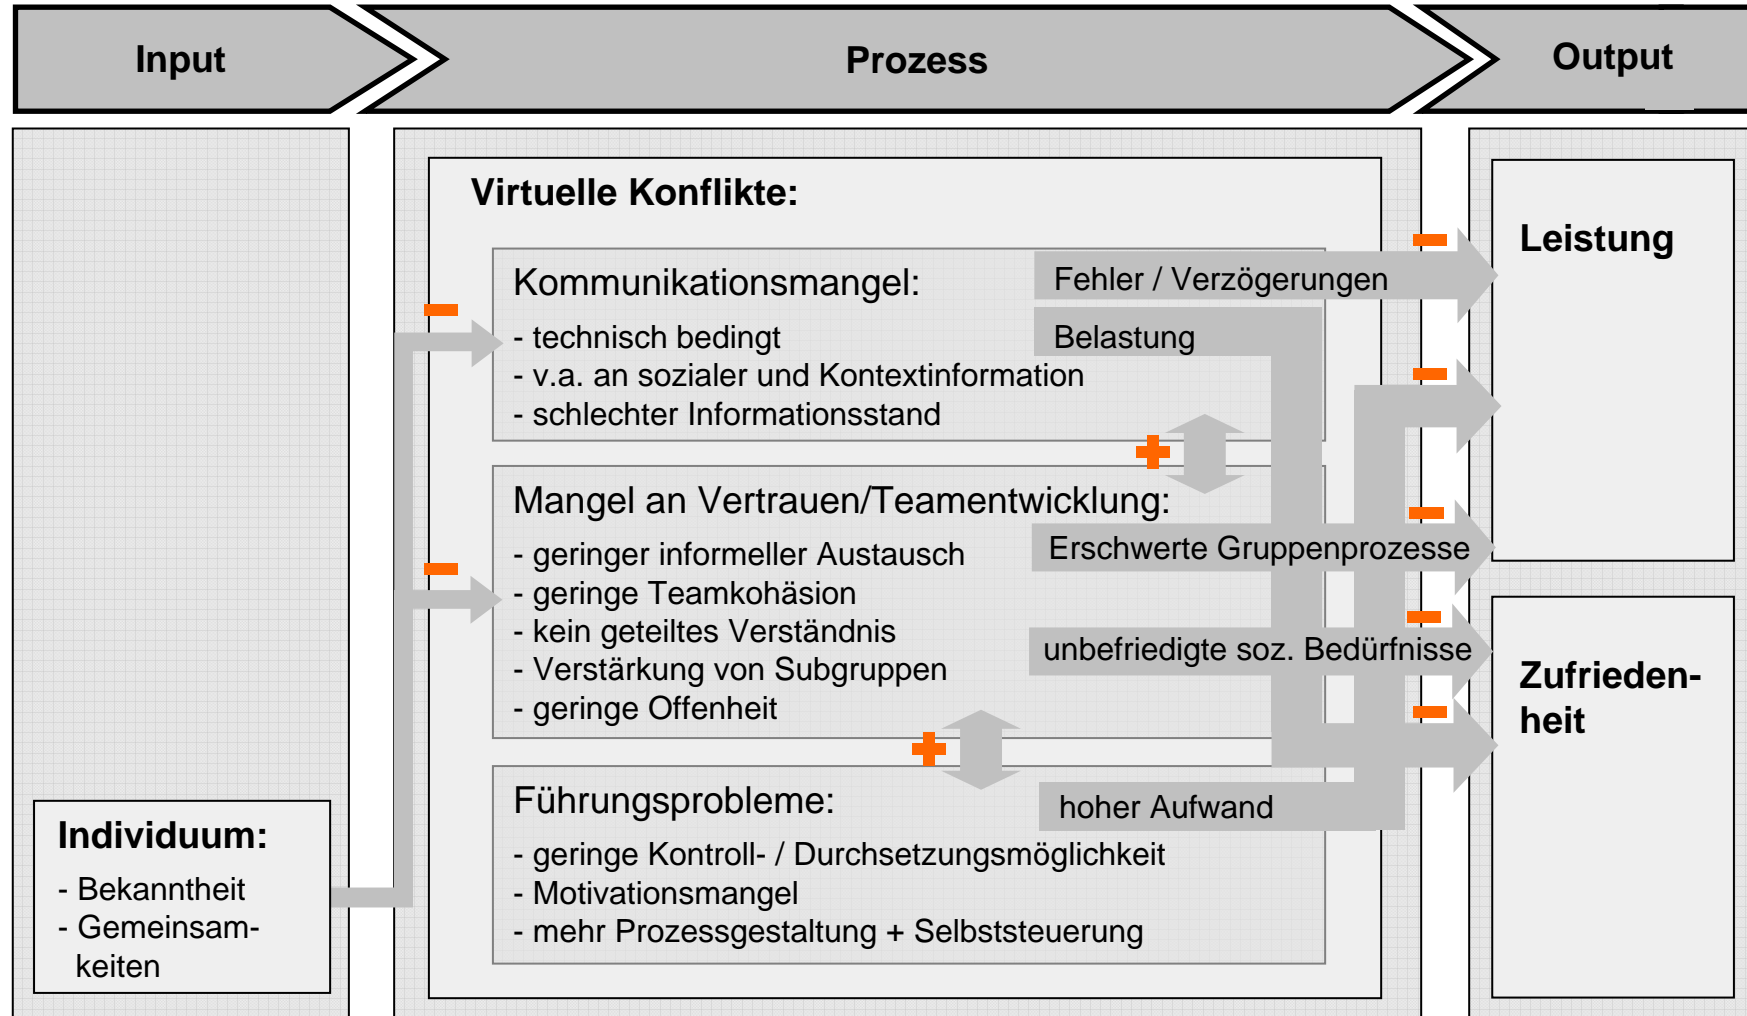 Input
Prozess
Output
Virtuelle Konflikte:
Kommunikationsmangel:
- technisch bedingt
- v.a. an sozialer und Kontextinformation
- schlechter Informationsstand
Fehler / Verzögerungen
Belastung
Mangel an Vertrauen/Teamentwicklung:
- geringer informeller Austausch
- geringe Teamkohäsion
- kein geteiltes Verständnis
- Verstärkung von Subgruppen
- geringe Offenheit
Erschwerte Gruppenprozesse
unbefriedigte soz. Bedürfnisse
Führungsprobleme:
- geringe Kontroll- / Durchsetzungsmöglichkeit
- Motivationsmangel
- mehr Prozessgestaltung + Selbststeuerung
hoher Aufwand
Individuum:
- Bekanntheit
- Gemeinsam-
keiten
Leistung
Zufrieden-
heit